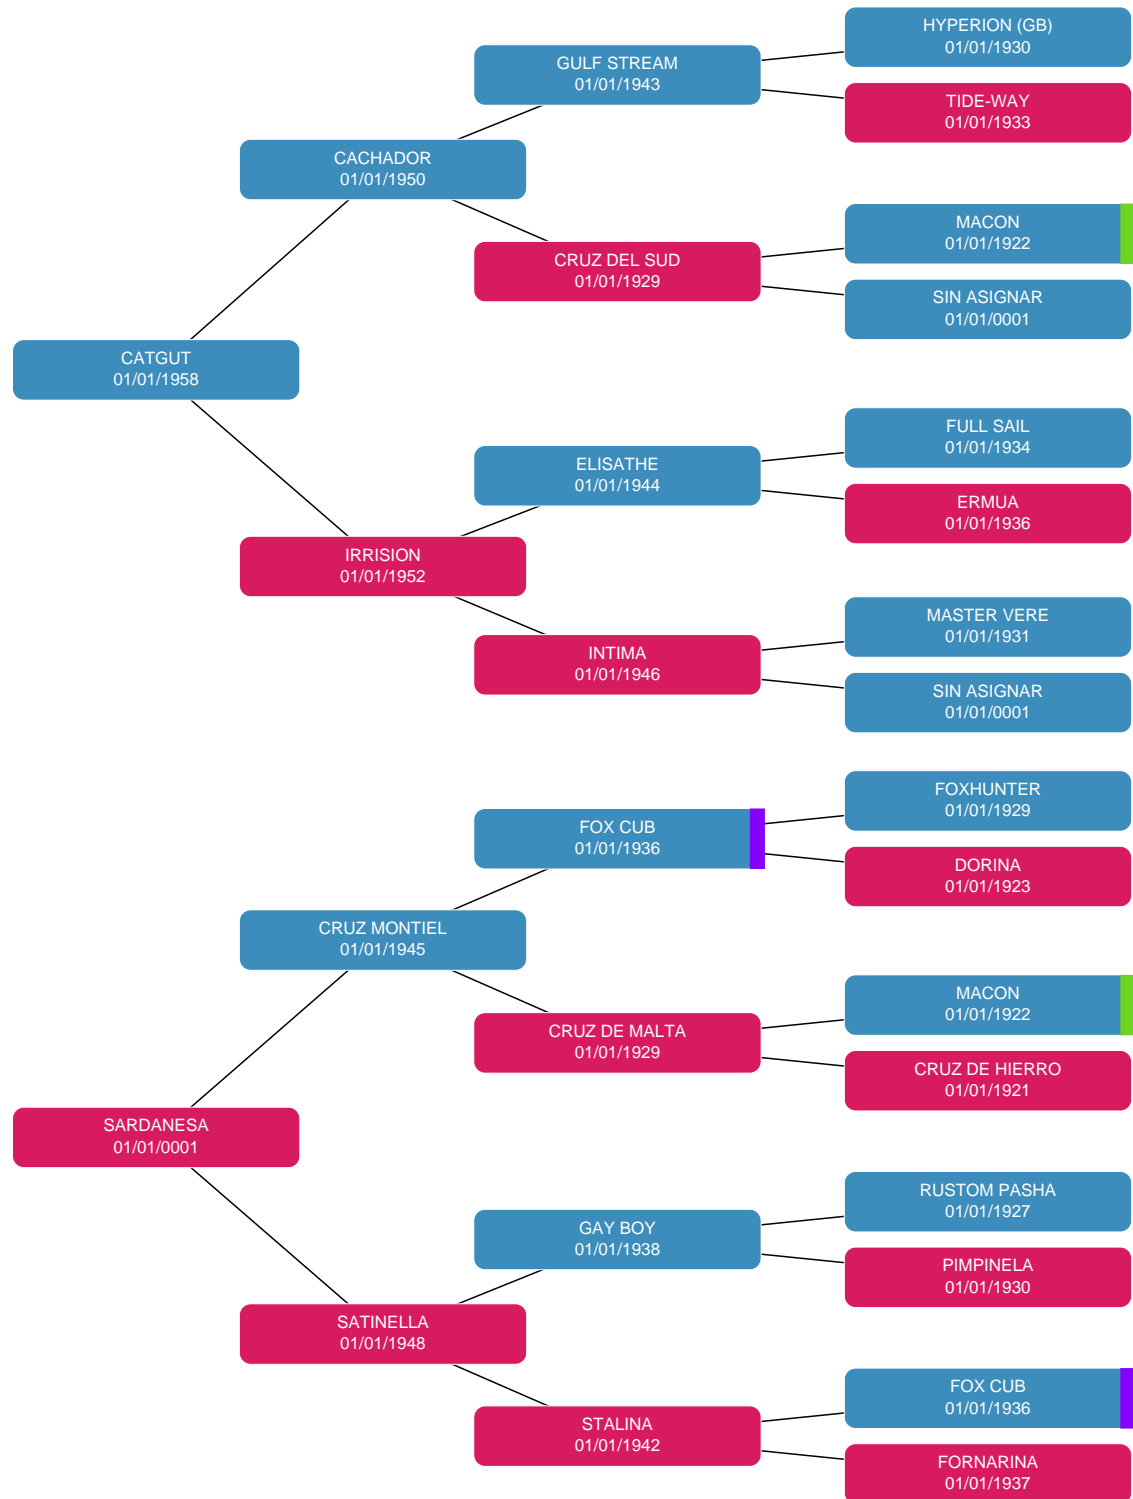 HYPERION (GB)
01/01/1930
GULF STREAM
01/01/1943
TIDE-WAY
01/01/1933
CACHADOR
01/01/1950
MACON
01/01/1922
CRUZ DEL SUD
01/01/1929
SIN ASIGNAR
01/01/0001
CATGUT
01/01/1958
FULL SAIL
01/01/1934
ELISATHE
01/01/1944
ERMUA
01/01/1936
IRRISION
01/01/1952
MASTER VERE
01/01/1931
INTIMA
01/01/1946
SIN ASIGNAR
01/01/0001
FOXHUNTER
01/01/1929
FOX CUB
01/01/1936
DORINA
01/01/1923
CRUZ MONTIEL
01/01/1945
MACON
01/01/1922
CRUZ DE MALTA
01/01/1929
CRUZ DE HIERRO
01/01/1921
SARDANESA
01/01/0001
RUSTOM PASHA
01/01/1927
GAY BOY
01/01/1938
PIMPINELA
01/01/1930
SATINELLA
01/01/1948
FOX CUB
01/01/1936
STALINA
01/01/1942
FORNARINA
01/01/1937